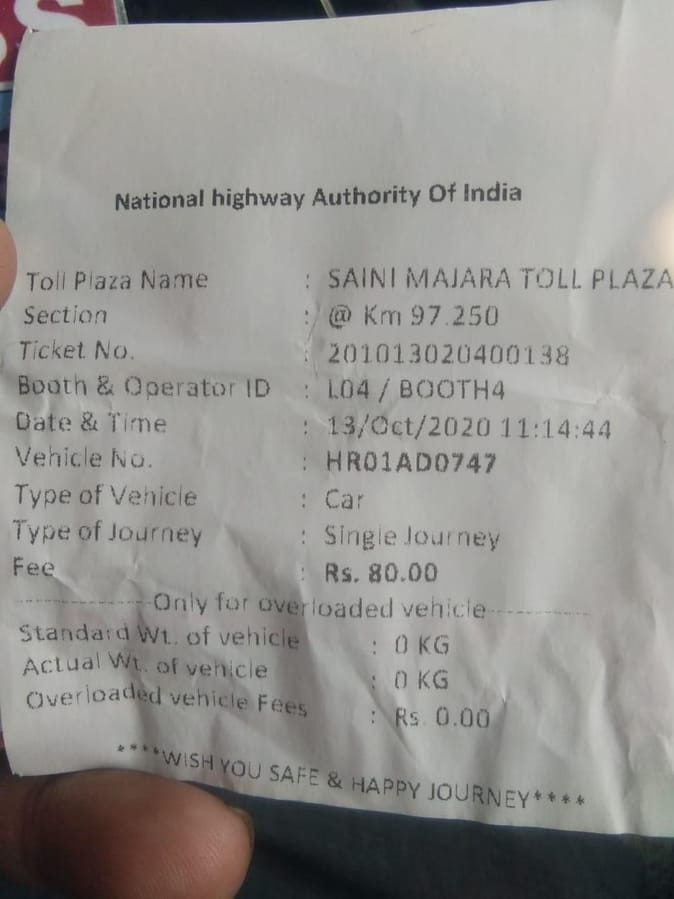 National highway Authority Of India
Toll Plaza Name : SAINI MAJARA TOLL PLAZA
Section : @ Km 97.250
Ticket No. : 201013020400138
Booth & Operator ID : L04 / BOOTH4
Date & Time : 13/Oct/2020 11:14:44
Vehicle No. : HR01AD0747
Type of Vehicle : Car
Type of Journey : Single Journey
Fee : Rs. 80.00
---------------Only for overloaded vehicle------------
Standard Wt. of vehicle : 0 KG
Actual Wt. of vehicle : 0 KG
Overloaded vehicle Fees : Rs. 0.00
****WISH YOU SAFE & HAPPY JOURNEY****